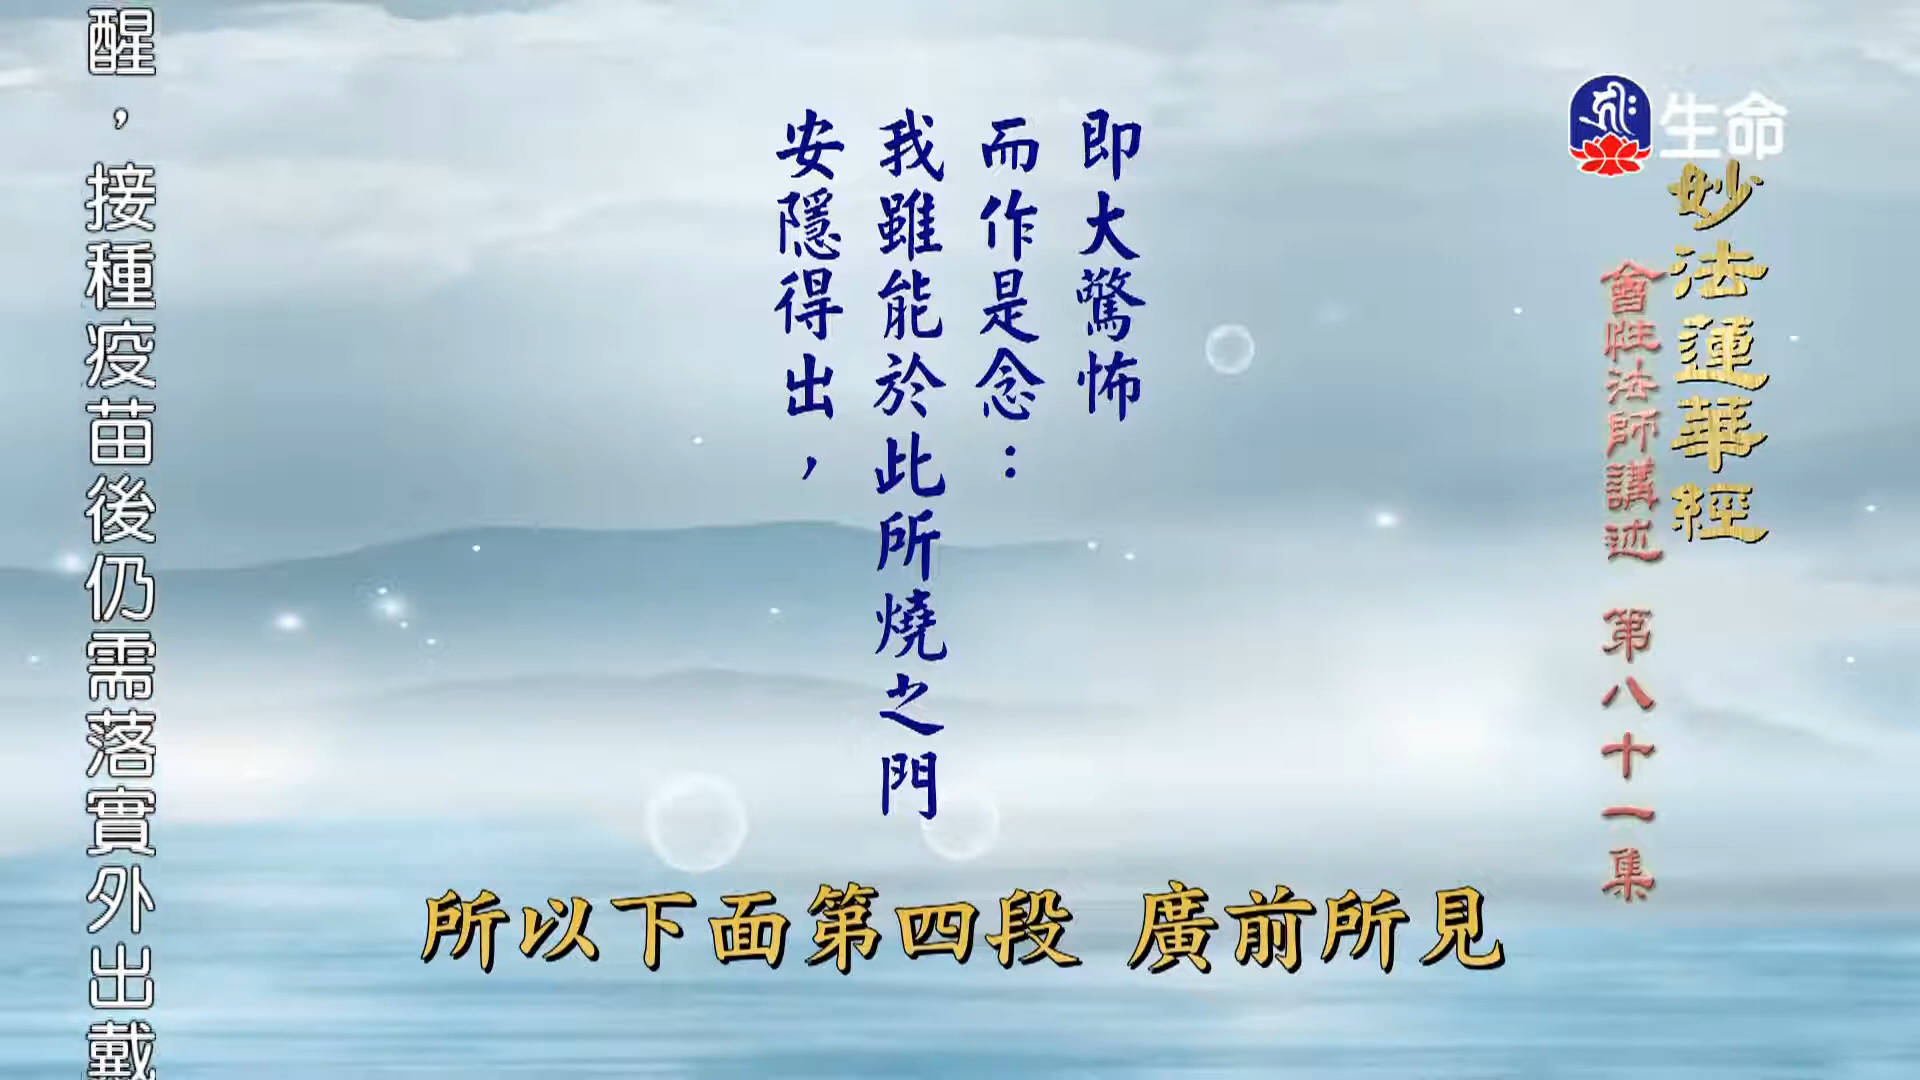 生命
妙法蓮華經
會性法師講述 第八十一集
即大驚怖
而作是念：
我雖能於此所燒之門
安隱得出，
醒，接種疫苗後仍需落實外出戴
所以下面第四段 廣前所見